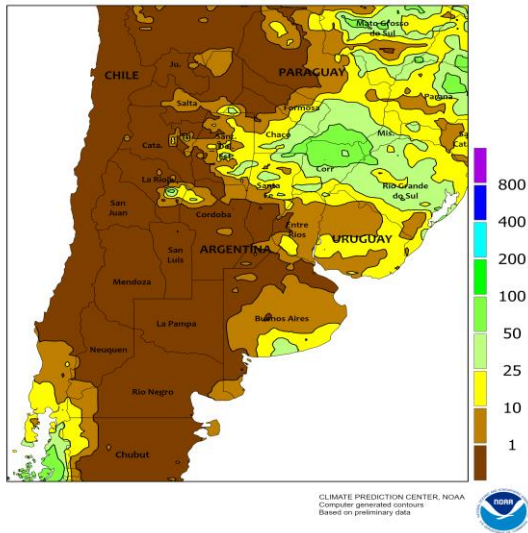 Mato Grosso
do Sul
CHILE
Ju.
PARAGUAY
Salta
Formosa
Parana
Chaco
Mis.
Cata.
Cata.
La Rioja
Corr
Rio Grande
do Sul
Santa
Fe
San
Juan
Cordoba
Entre
Rios
URUGUAY
ARGENTINA
San
Luis
Mendoza
La Pampa
Buenos Aires
Neuquen
Rio Negro
Chubut
800
400
200
100
50
25
10
1
CLIMATE PREDICTION CENTER, NOAA
Computer generated contours
Based on preliminary data
NOAA